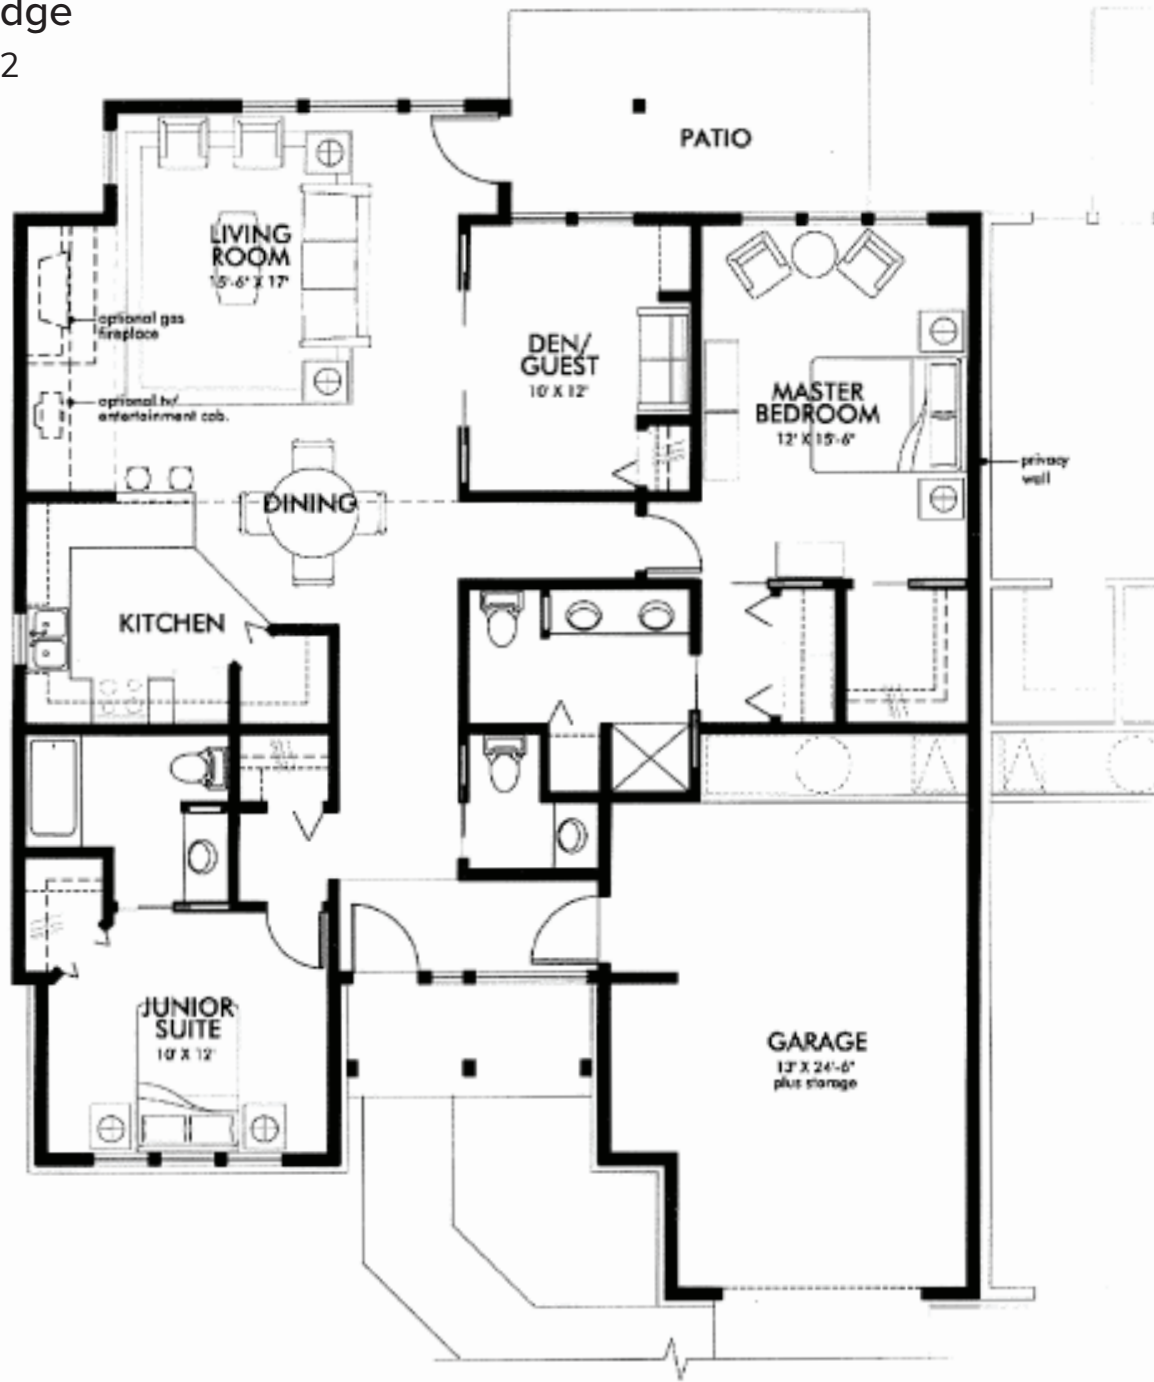 dge
2
PATIO
LIVING
ROOM
15'-6" X 17'
optional gas
fireplace
DEN/
GUEST
10' X 12'
MASTER
BEDROOM
12' X 15'-6"
optional tv/
entertainment cab.
privacy
wall
DINING
KITCHEN
JUNIOR
SUITE
10' X 12'
GARAGE
13' X 24'-6"
plus storage